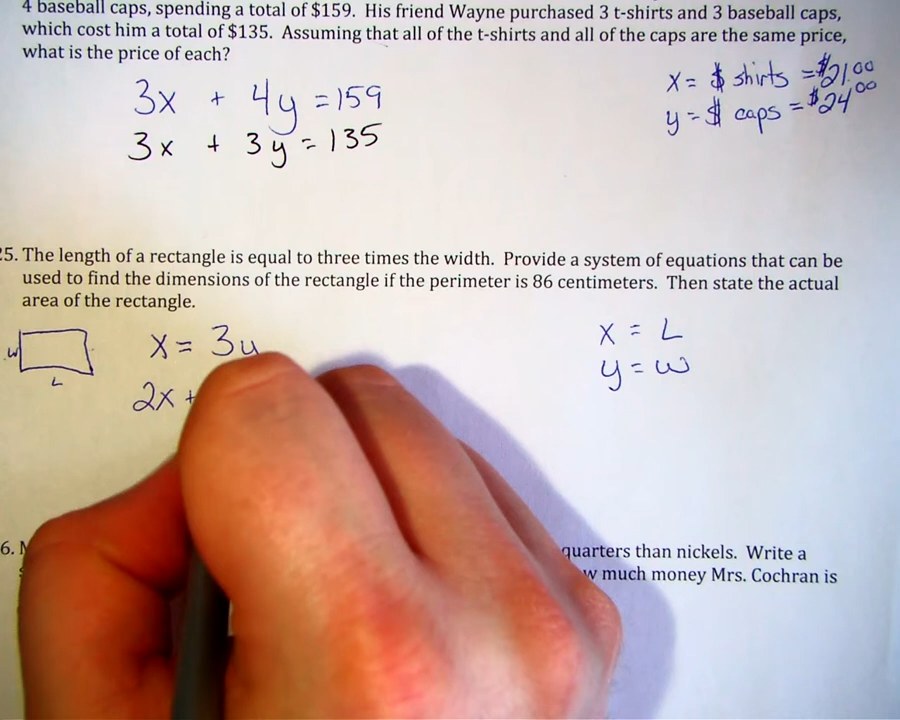 4 baseball caps, spending a total of $159. His friend Wayne purchased 3 t-shirts and 3 baseball caps,
which cost him a total of $135. Assuming that all of the t-shirts and all of the caps are the same price,
what is the price of each?
x = $ shirts = $21.00
3x + 4y = 159
y = $ caps = $24.00
3x + 3y = 135
25. The length of a rectangle is equal to three times the width. Provide a system of equations that can be
used to find the dimensions of the rectangle if the perimeter is 86 centimeters. Then state the actual
area of the rectangle.
x = 3y
x = L
W
y = w
L
2x +
6. quarters than nickels. Write a
much money Mrs. Cochran is